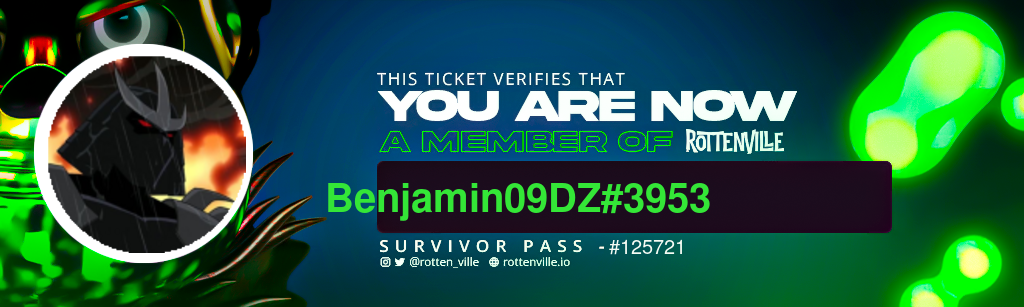 THIS TICKET VERIFIES THAT
YOU ARE NOW
A MEMBER OF ROTTENVILLE
Benjamin09DZ#3953
SURVIVOR PASS - #125721
@rotten_ville rottenville.io